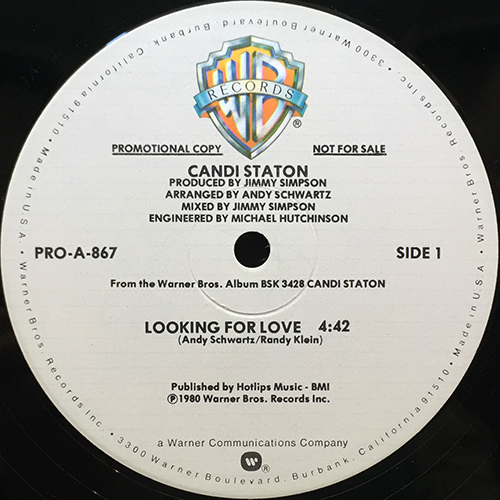 3300 Warner Boulevard, Burbank, California 91510 • Made in U.S.A. • Warner Bros. Records Inc. • 3300 Warner Boulevard, Burbank, California 91510 • Made in U.S.A. • Warner Bros. Records Inc. •
WB
RECORDS
®
PROMOTIONAL COPY NOT FOR SALE
CANDI STATON
PRODUCED BY JIMMY SIMPSON
ARRANGED BY ANDY SCHWARTZ
MIXED BY JIMMY SIMPSON
ENGINEERED BY MICHAEL HUTCHINSON
PRO-A-867 SIDE 1
From the Warner Bros. Album BSK 3428 CANDI STATON
LOOKING FOR LOVE 4:42
(Andy Schwartz/Randy Klein)
Published by Hotlips Music - BMI
℗1980 Warner Bros. Records Inc.
a Warner Communications Company
®